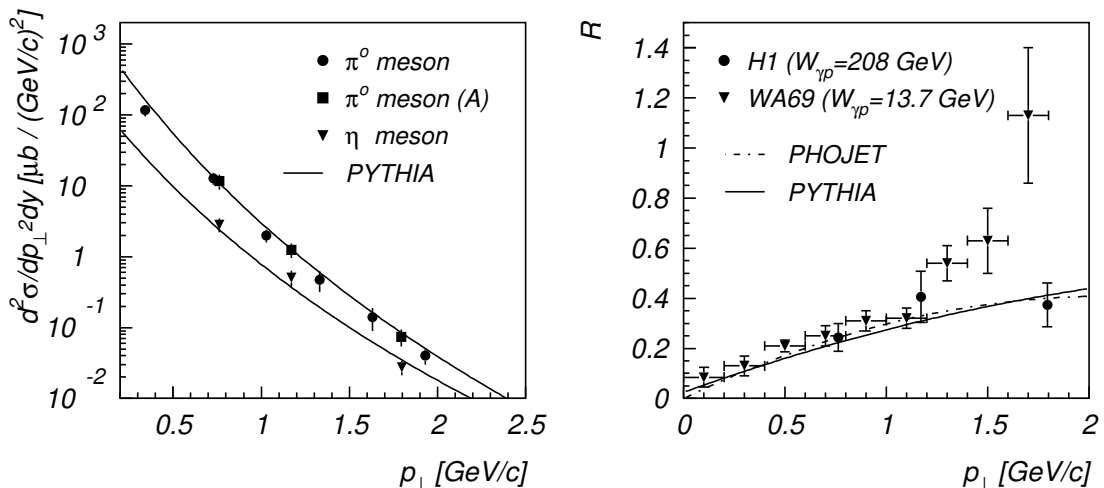 d²σ/dp⊥²dy [μb / (GeV/c)²]
10³
10²
10
1
10⁻¹
10⁻²
π⁰ meson
π⁰ meson (A)
η meson
PYTHIA
0.5
1
1.5
2
2.5
p⊥ [GeV/c]
R
1.4
1.2
1
0.8
0.6
0.4
0.2
0
H1 (Wγp=208 GeV)
WA69 (Wγp=13.7 GeV)
PHOJET
PYTHIA
0
0.5
1
1.5
2
p⊥ [GeV/c]